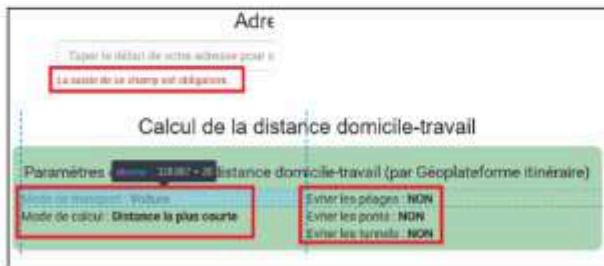 Adre
Taper le début de votre adresse pour
La saisie de ce champ est obligatoire
Calcul de la distance domicile-travail
Paramètres distance domicile-travail (par Géoplateforme itinéraire)
Mode de transport : Voiture
Mode de calcul : Distance la plus courte
Eviter les péages : NON
Eviter les ponts : NON
Eviter les tunnels : NON